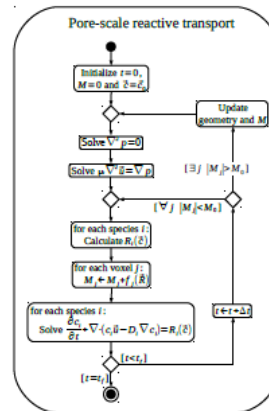 Pore-scale reactive transport
Initialize t=0,
M=0 and c⃗=c⃗₀
Update
geometry and M
Solve ∇²p=0
[∃j |Mⱼ|>M₀]
Solve μ∇²u⃗=∇p
[∀j |Mⱼ|<M₀]
for each species i:
Calculate Rᵢ(c⃗)
for each voxel j:
Mⱼ←Mⱼ+fⱼ(R⃗)
t←t+Δt
for each species i:
Solve ∂cᵢ/∂t+∇·(cᵢu⃗−Dᵢ∇cᵢ)=Rᵢ(c⃗)
[t<t_f]
[t=t_f]